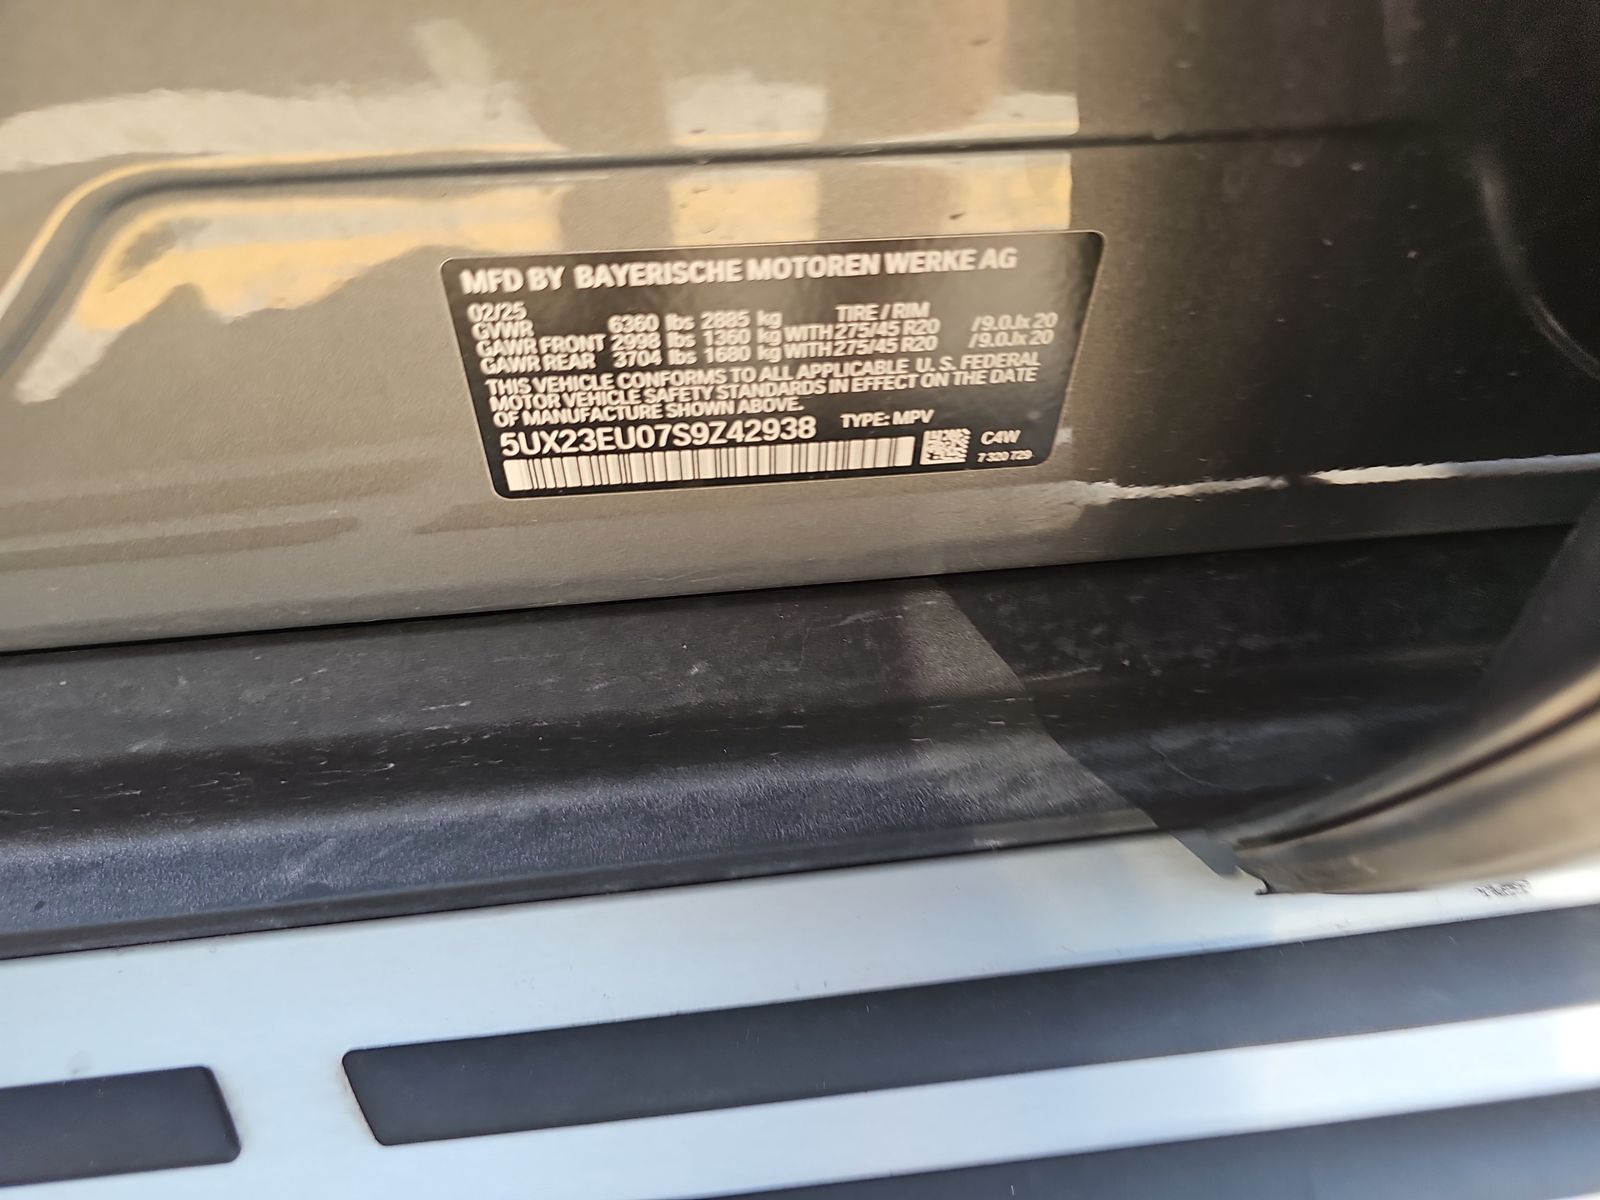 MFD BY BAYERISCHE MOTOREN WERKE AG
02/25 TIRE / RIM
GVWR 6360 lbs 2885 kg
GAWR FRONT 2998 lbs 1360 kg WITH 275/45 R20 / 9.0Jx20
GAWR REAR 3704 lbs 1680 kg WITH 275/45 R20 / 9.0Jx20
THIS VEHICLE CONFORMS TO ALL APPLICABLE U. S. FEDERAL
MOTOR VEHICLE SAFETY STANDARDS IN EFFECT ON THE DATE
OF MANUFACTURE SHOWN ABOVE.
5UX23EU07S9Z42938 TYPE: MPV
C4W
7 320 729